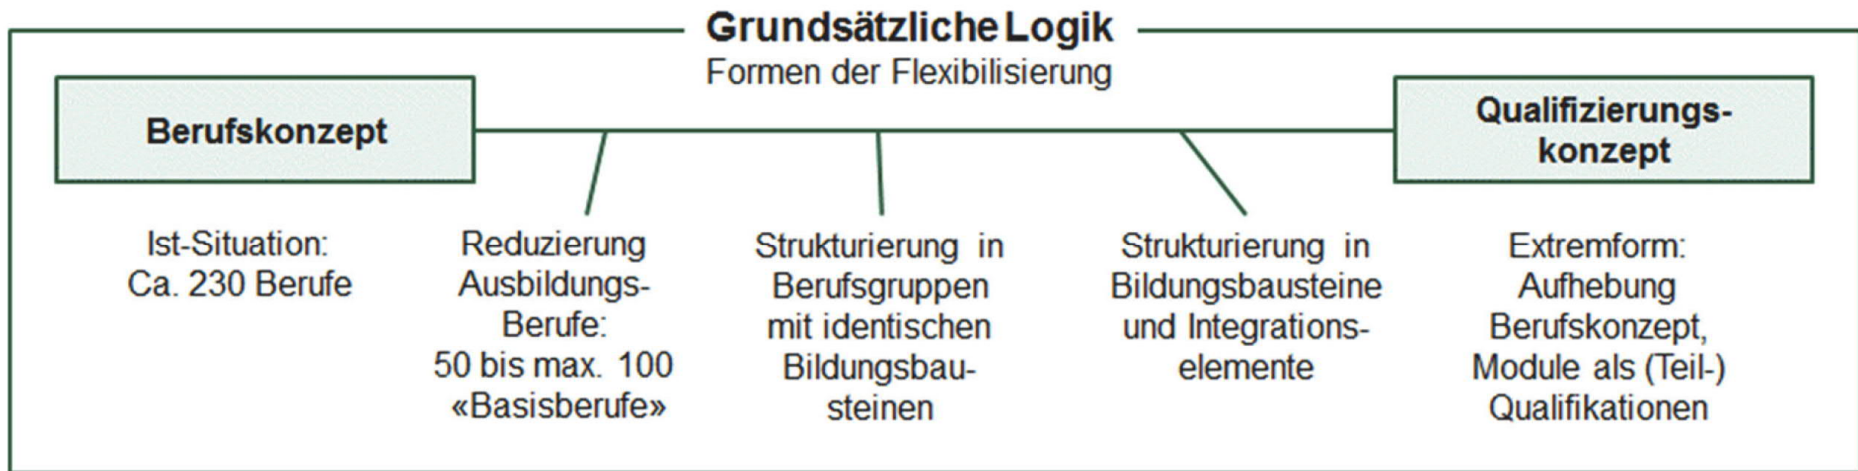 Grundsätzliche Logik
Formen der Flexibilisierung
Berufskonzept
Qualifizierungs-
konzept
Ist-Situation:
Ca. 230 Berufe
Reduzierung
Ausbildungs-
Berufe:
50 bis max. 100
«Basisberufe»
Strukturierung in
Berufsgruppen
mit identischen
Bildungsbau-
steinen
Strukturierung in
Bildungsbausteine
und Integrations-
elemente
Extremform:
Aufhebung
Berufskonzept,
Module als (Teil-)
Qualifikationen